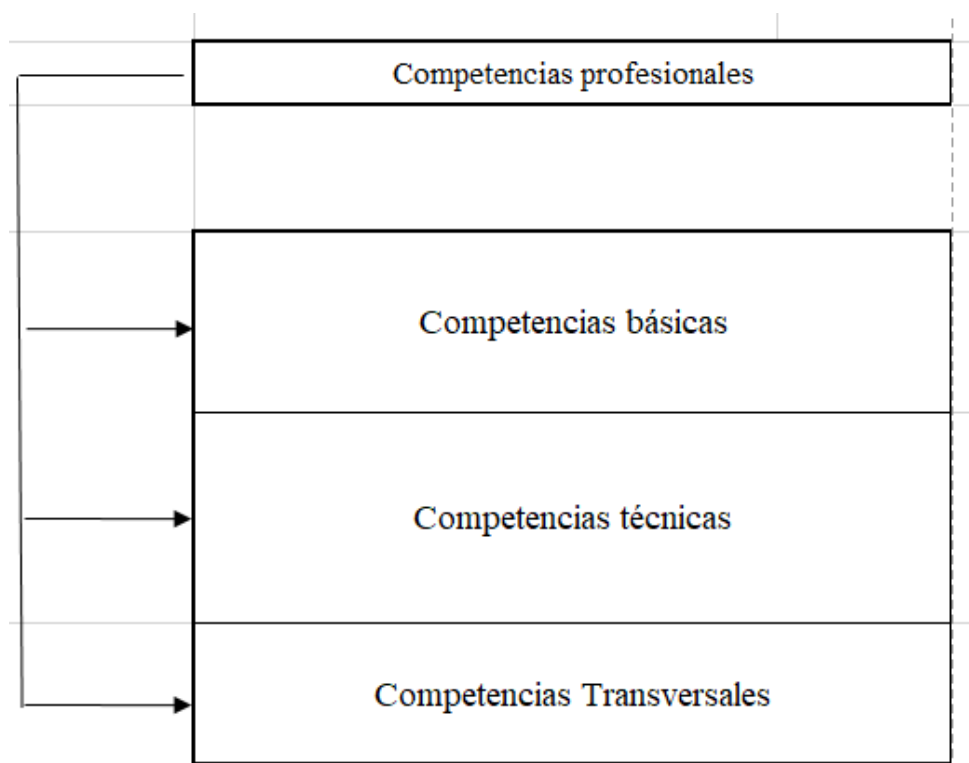 Competencias profesionales
Competencias básicas
Competencias técnicas
Competencias Transversales